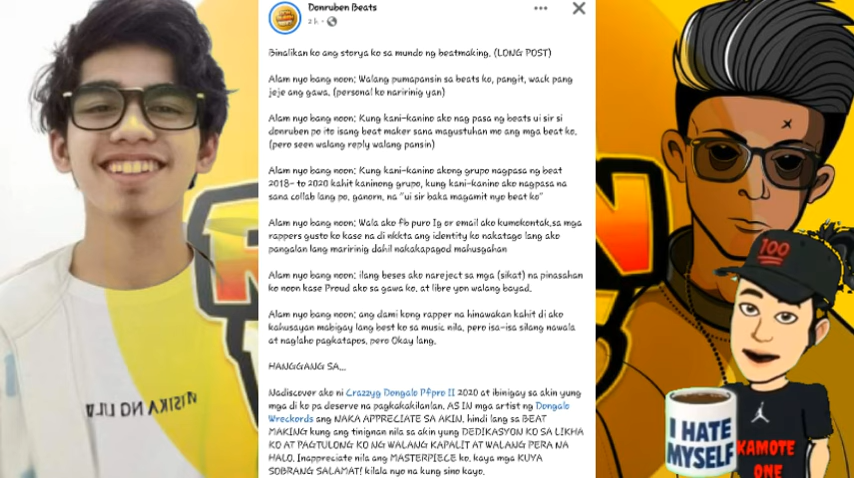 Donruben Beats
2 h
Binalikan ko ang storya ko sa mundo ng beatmaking. (LONG POST)
Alam nyo bang noon; Walang pumapansin sa beats ko, pangit, wack pang
jeje ang gawa. (personal ko naririnig yan)
Alam nyo bang noon; Kung kani-kanino ako nag pasa ng beats ui sir si
donruben po ito isang beat maker sana magustuhan mo ang mga beat ko.
(pero seen walang reply walang pansin)
Alam nyo bang noon; Kung kani-kanino akong grupo nagpasa ng beat
2018- to 2020 kahit kaninong grupo, kung kani-kanino ako nagpasa na
sana collab lang po, ganorn, na "ui sir baka magamit nyo beat ko"
Alam nyo bang noon; Wala ako fb puro Ig or email ako kumokontak,sa mga
rappers gusto ko kase na di nkkta ang identity ko nakatago lang ako
pangalan lang maririnig dahil nakakapagod mahusgahan
Alam nyo bang noon; ilang beses ako nareject sa mga (sikat) na pinasahan
ko noon kase Proud ako sa gawa ko. at libre yon walang bayad.
Alam nyo bang noon; ang dami kong rapper na hinawakan kahit di ako
kahusayan mabigay lang best ko sa music nila, pero isa-isa silang nawala
at naglaho pagkatapos, pero Okay lang.
HANGGANG SA...
Nadiscover ako ni Crazzyg Dongalo Pfpro II 2020 at ibinigay sa akin yung
mga di ko pa deserve na pagkakakilanlan. AS IN mga artist ng Dongalo
Wreckords ang NAKA APPRECIATE SA AKIN, hindi lang sa BEAT
MAKING kung ang tinignan nila sa akin yung DEDIKASYON KO SA LIKHA
KO AT PAGTULONG KO NG WALANG KAPALIT AT WALANG PERA NA
HALO. Inappreciate nila ang MASTERPIECE ko, kaya mga KUYA
SOBRANG SALAMAT! kilala nyo na kung sino kayo.
100
I HATE
MYSELF
KAMOTE
ONE